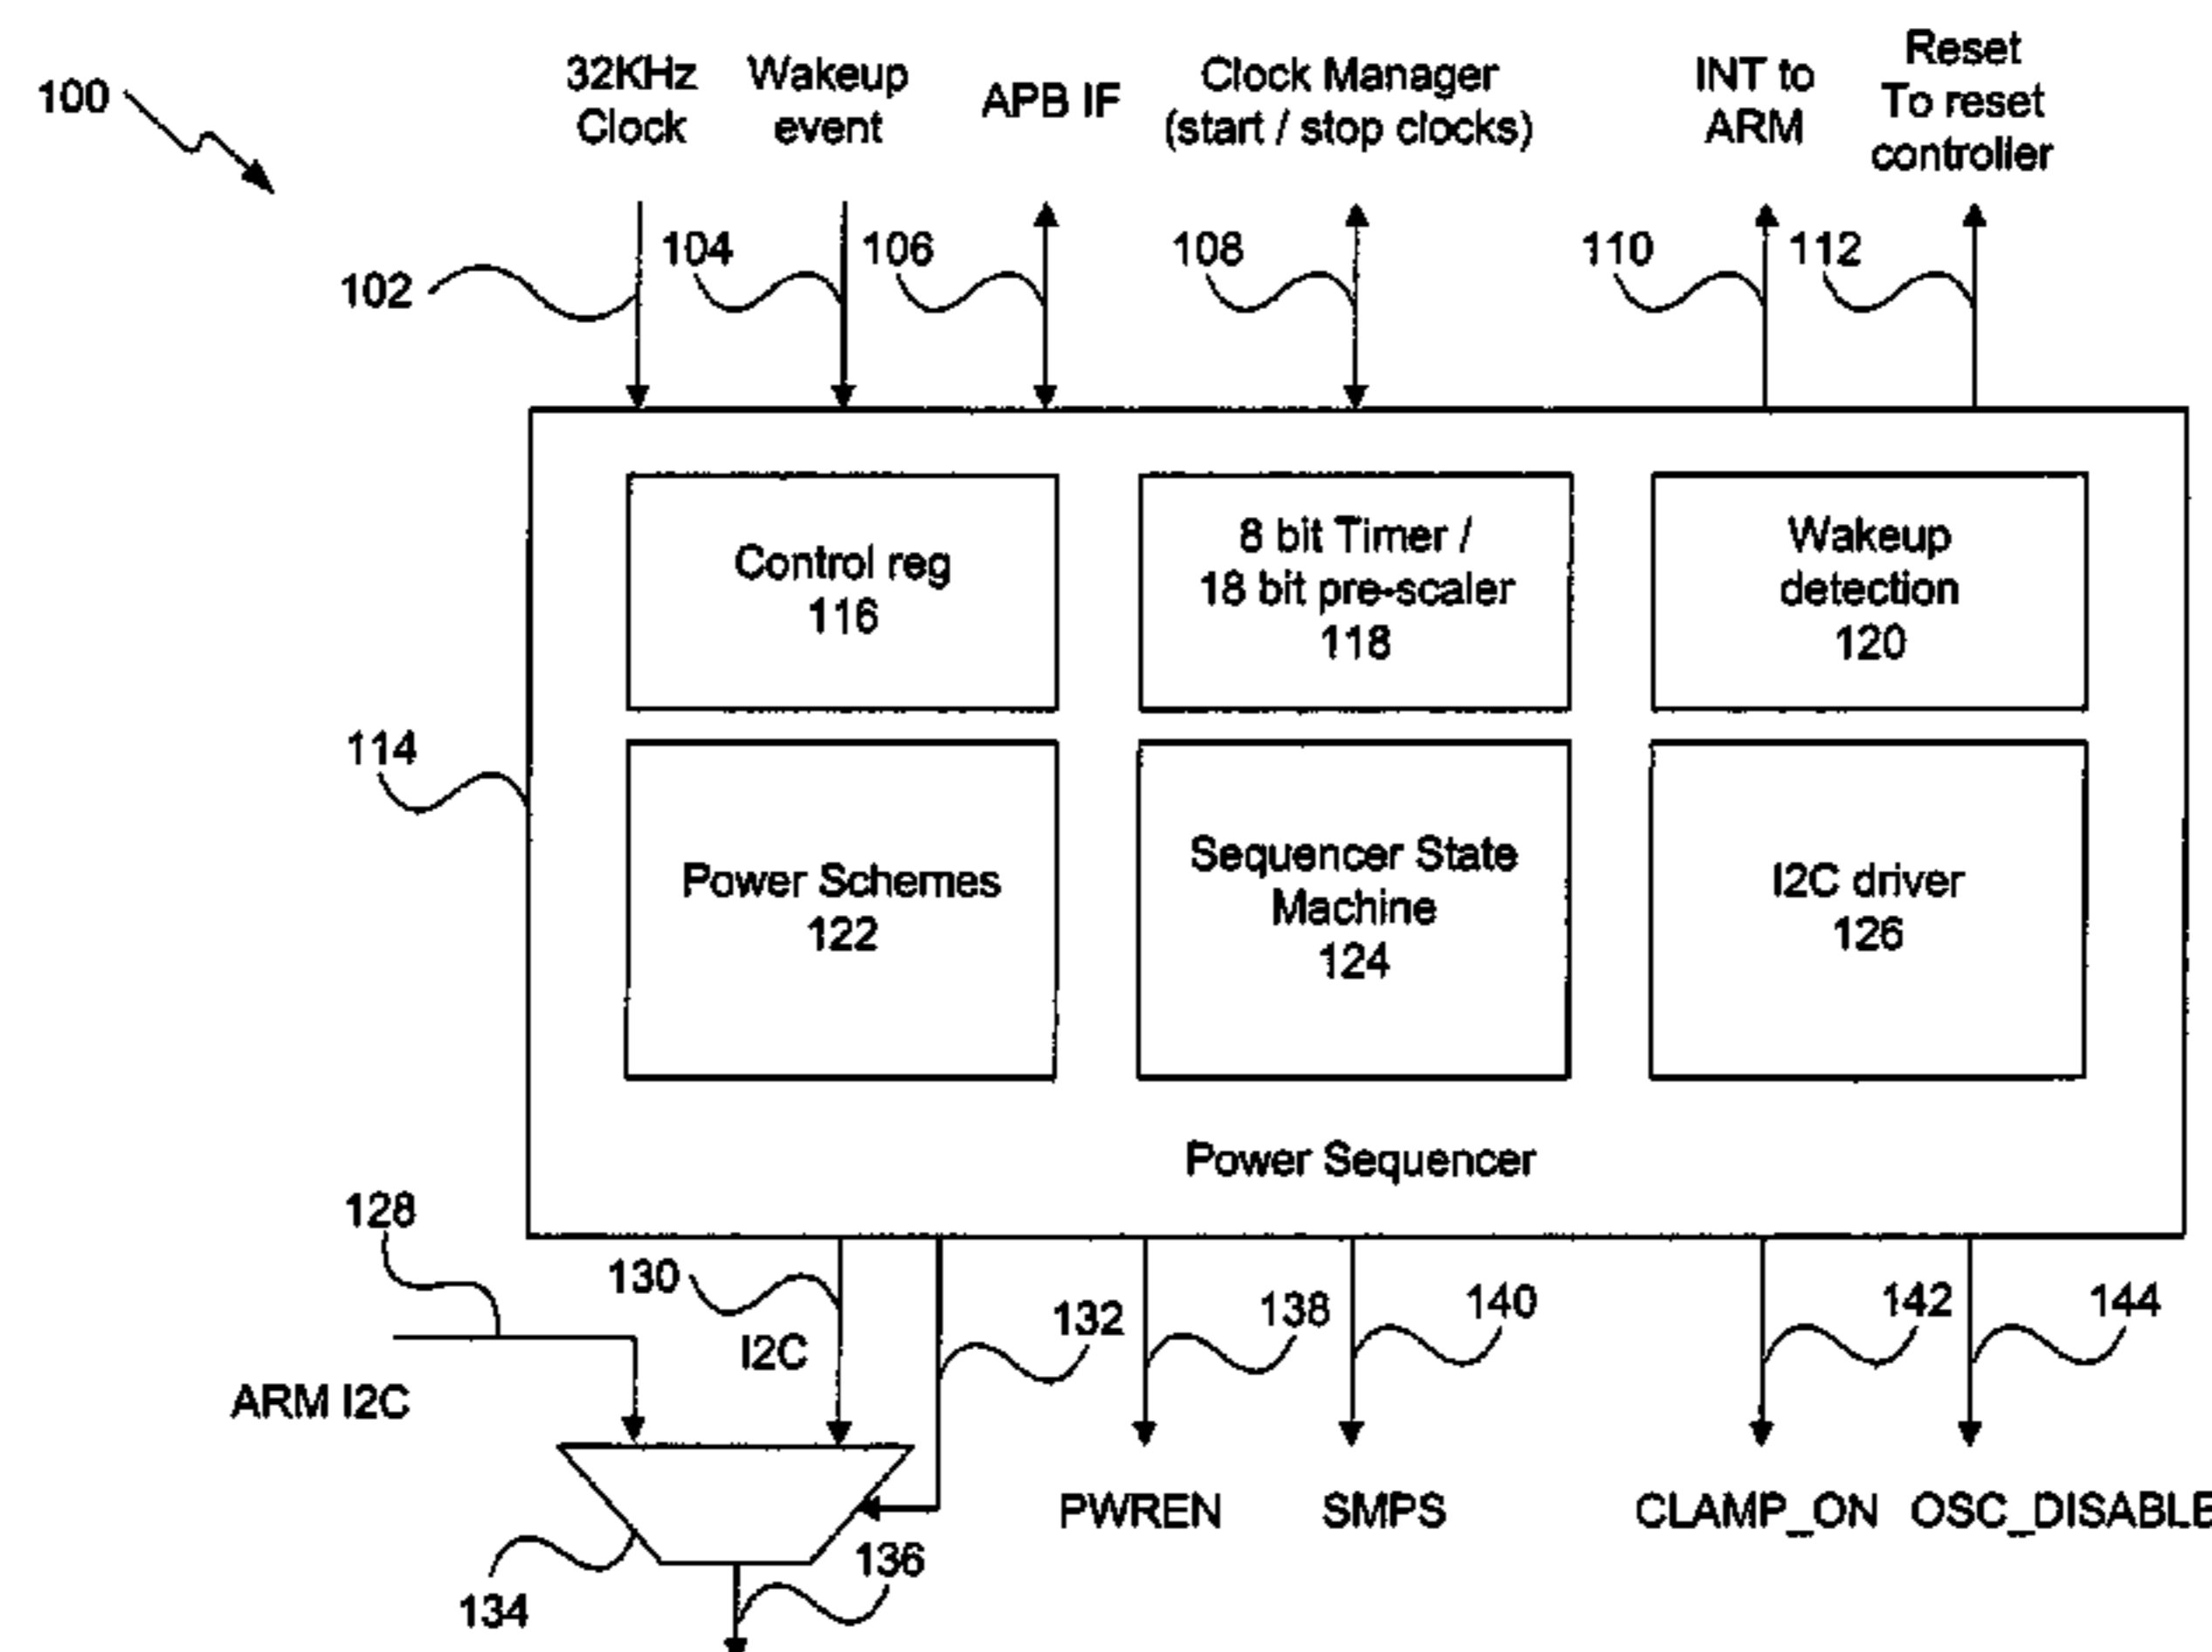 100
32KHz
Clock
Wakeup
event
APB IF
Clock Manager
(start / stop clocks)
INT to
ARM
Reset
To reset
controller
102
104
106
108
110
112
Control reg
116
8 bit Timer /
18 bit pre-scaler
118
Wakeup
detection
120
114
Power Schemes
122
Sequencer State
Machine
124
I2C driver
126
Power Sequencer
128
130
I2C
132
138
140
142
144
ARM I2C
PWREN
SMPS
CLAMP_ON
OSC_DISABLE
134
136